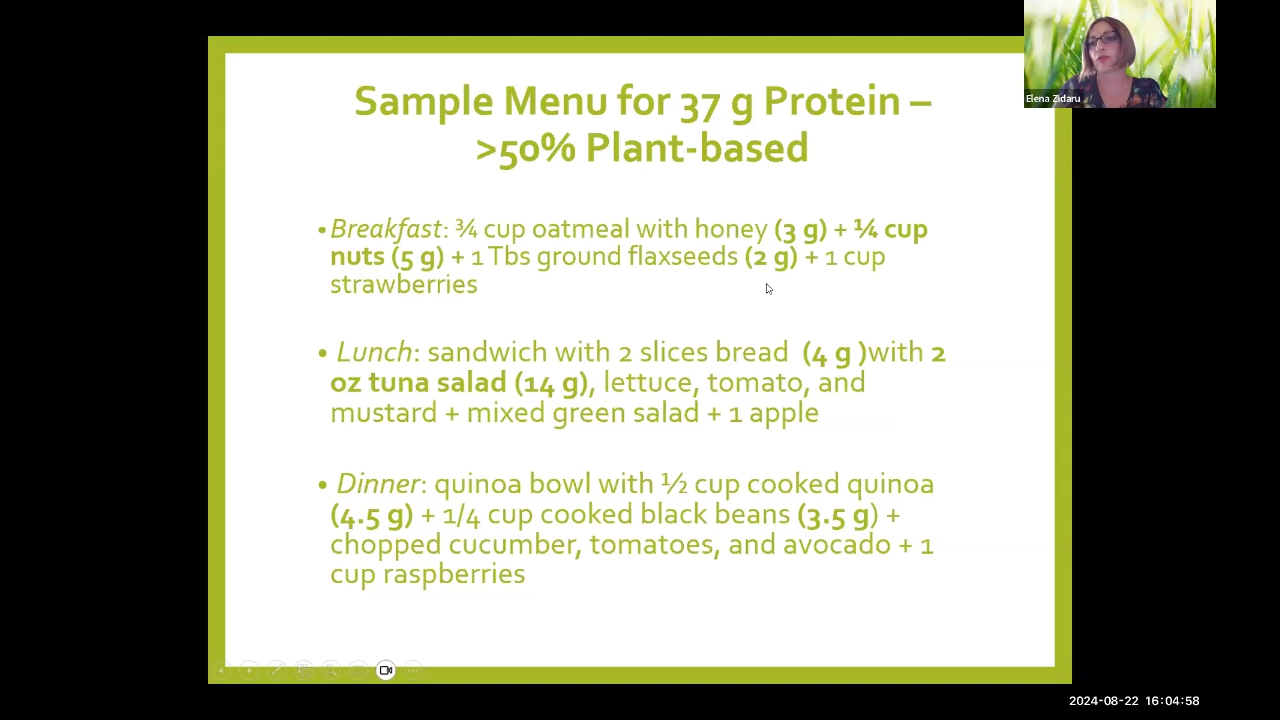 Sample Menu for 37 g Protein –
>50% Plant-based
Elena Zidaru
•Breakfast: ¾ cup oatmeal with honey (3 g) + ¼ cup
nuts (5 g) + 1 Tbs ground flaxseeds (2 g) + 1 cup
strawberries
• Lunch: sandwich with 2 slices bread  (4 g )with 2
oz tuna salad (14 g), lettuce, tomato, and
mustard + mixed green salad + 1 apple
• Dinner: quinoa bowl with ½ cup cooked quinoa
(4.5 g) + 1/4 cup cooked black beans (3.5 g) +
chopped cucumber, tomatoes, and avocado + 1
cup raspberries
2024-08-22 16:04:58